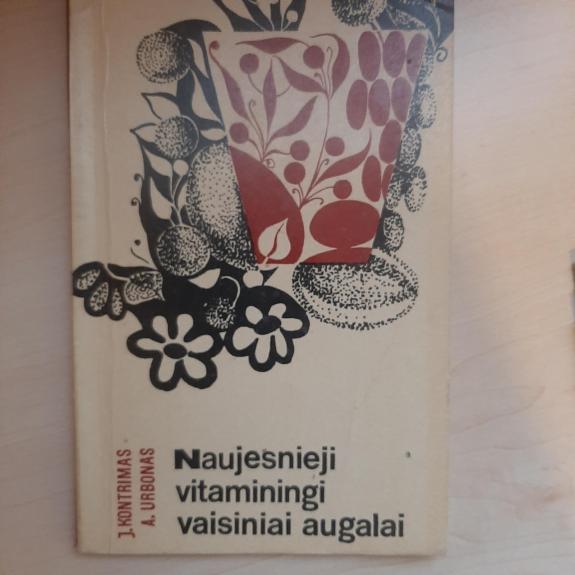 J. KONTRIMAS
A. URBONAS
Naujesnieji
vitaminingi
vaisiniai augalai